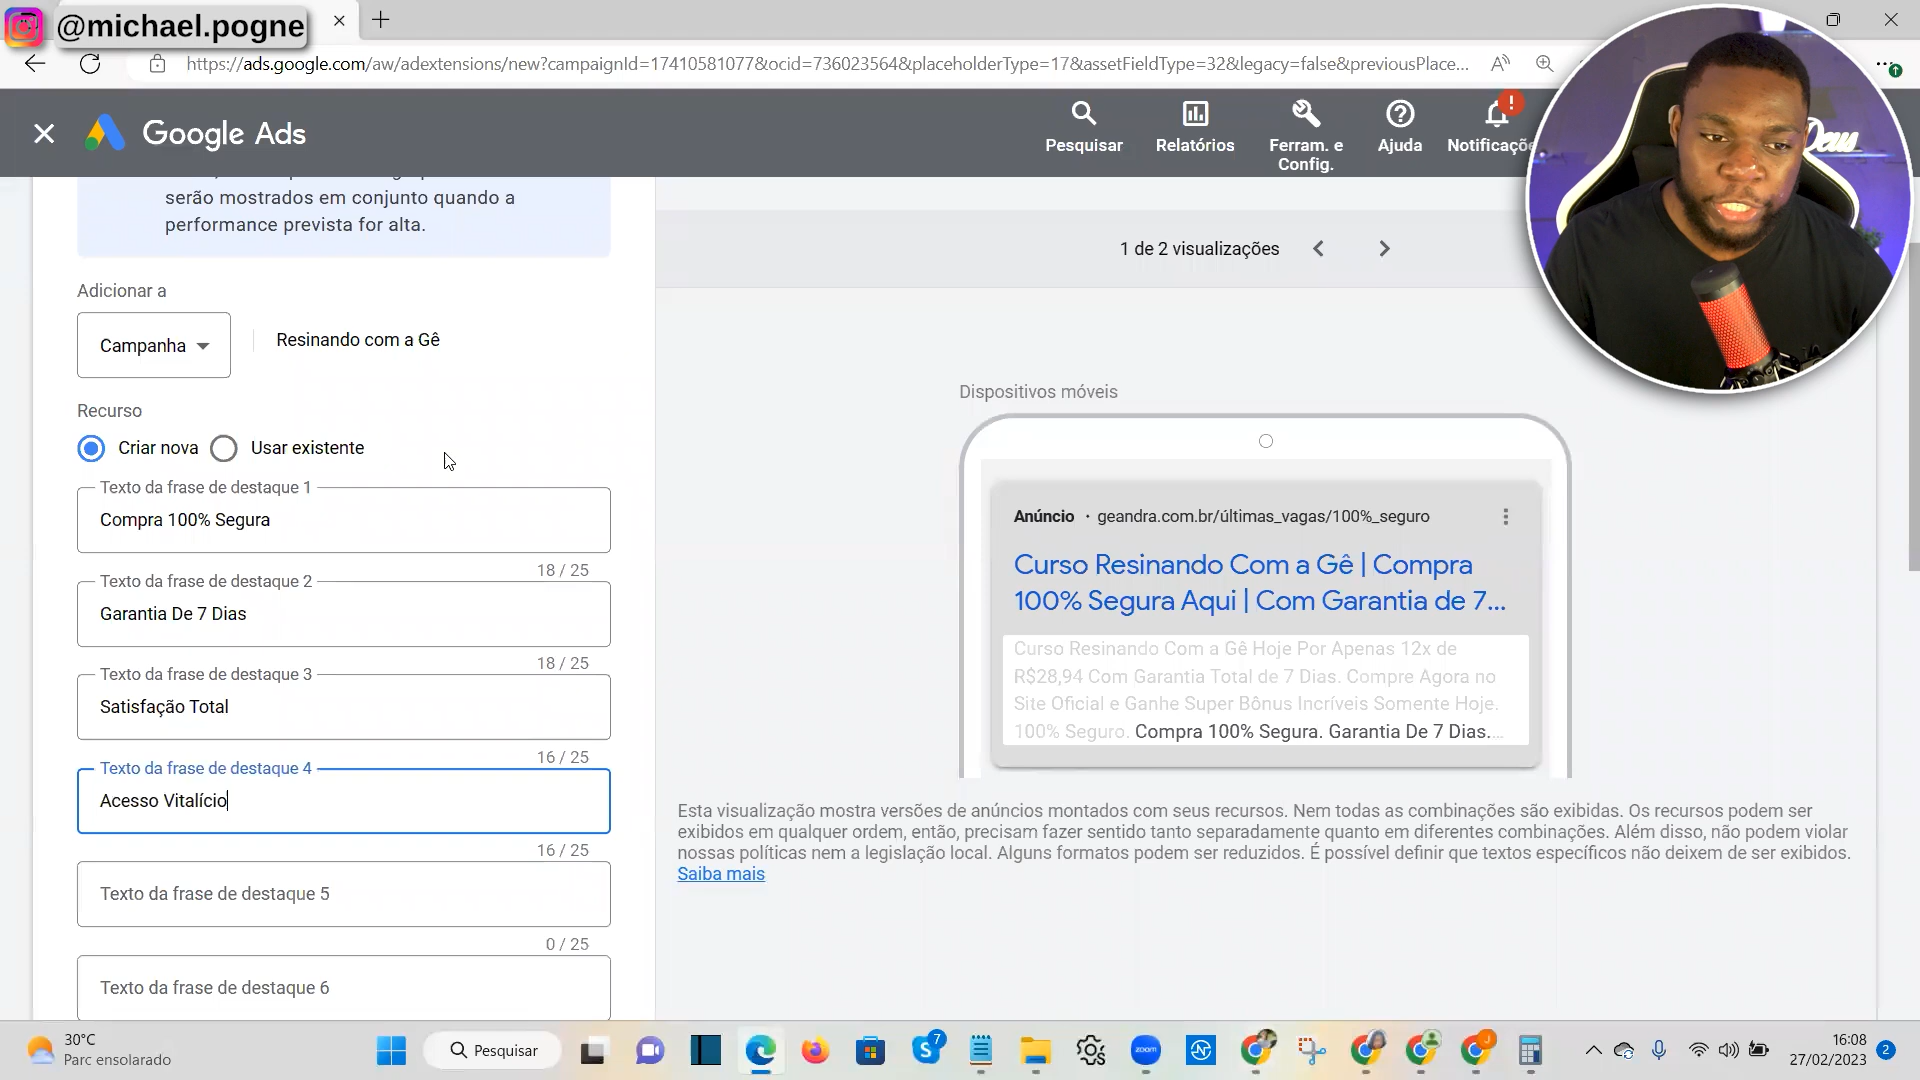 @michael.pogne
https://ads.google.com/aw/adextensions/new?campaignId=17410581077&ocid=736023564&placeholderType=17&assetFieldType=32&legacy=false&previousPlace...
Google Ads
Pesquisar
Relatórios
Ferram. e
Config.
Ajuda
Notificaçõe
Deus
serão mostrados em conjunto quando a
performance prevista for alta.
Adicionar a
Campanha
Resinando com a Gê
Recurso
Criar nova
Usar existente
Texto da frase de destaque 1
Compra 100% Segura
18 / 25
Texto da frase de destaque 2
Garantia De 7 Dias
18 / 25
Texto da frase de destaque 3
Satisfação Total
16 / 25
Texto da frase de destaque 4
Acesso Vitalício
16 / 25
Texto da frase de destaque 5
0 / 25
Texto da frase de destaque 6
1 de 2 visualizações
Dispositivos móveis
Anúncio · geandra.com.br/últimas_vagas/100%_seguro
Curso Resinando Com a Gê | Compra
100% Segura Aqui | Com Garantia de 7...
Curso Resinando Com a Gê Hoje Por Apenas 12x de
R$28,94 Com Garantia Total de 7 Dias. Compre Agora no
Site Oficial e Ganhe Super Bônus Incríveis Somente Hoje.
100% Seguro. Compra 100% Segura. Garantia De 7 Dias....
Esta visualização mostra versões de anúncios montados com seus recursos. Nem todas as combinações são exibidas. Os recursos podem ser
exibidos em qualquer ordem, então, precisam fazer sentido tanto separadamente quanto em diferentes combinações. Além disso, não podem violar
nossas políticas nem a legislação local. Alguns formatos podem ser reduzidos. É possível definir que textos específicos não deixem de ser exibidos.
Saiba mais
30°C
Parc ensolarado
Pesquisar
7
zoom
16:08
27/02/2023
2